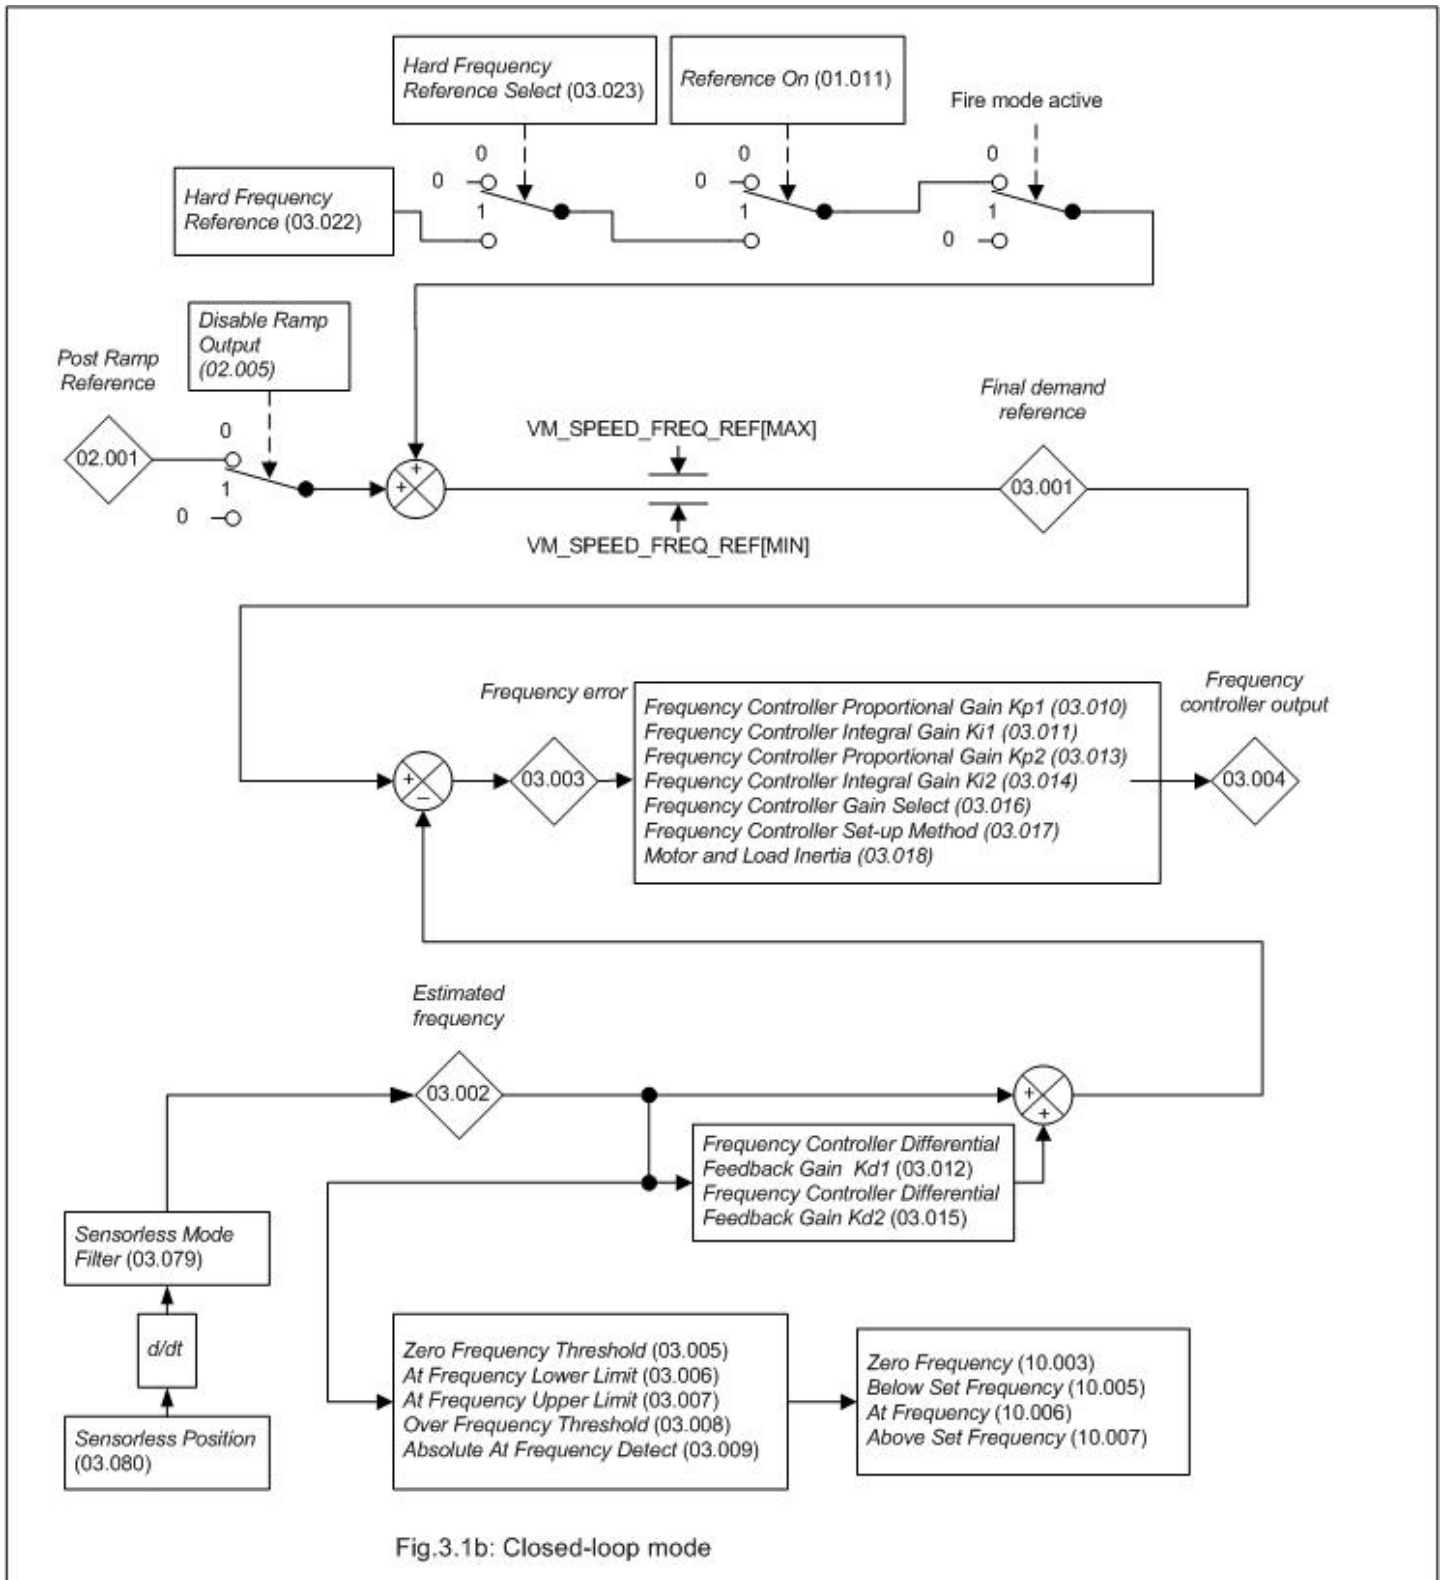 Hard Frequency
Reference Select (03.023)
Reference On (01.011)
Fire mode active
0
0
0
0
0
Hard Frequency
Reference (03.022)
1
1
1
0
Disable Ramp
Output
(02.005)
Post Ramp
Reference
Final demand
reference
0
VM_SPEED_FREQ_REF[MAX]
02.001
+
+
03.001
1
0
VM_SPEED_FREQ_REF[MIN]
Frequency error
Frequency
controller output
Frequency Controller Proportional Gain Kp1 (03.010)
Frequency Controller Integral Gain Ki1 (03.011)
Frequency Controller Proportional Gain Kp2 (03.013)
Frequency Controller Integral Gain Ki2 (03.014)
Frequency Controller Gain Select (03.016)
Frequency Controller Set-up Method (03.017)
Motor and Load Inertia (03.018)
+
−
03.003
03.004
Estimated
frequency
03.002
+
+
Frequency Controller Differential
Feedback Gain Kd1 (03.012)
Frequency Controller Differential
Feedback Gain Kd2 (03.015)
Sensorless Mode
Filter (03.079)
d/dt
Sensorless Position
(03.080)
Zero Frequency Threshold (03.005)
At Frequency Lower Limit (03.006)
At Frequency Upper Limit (03.007)
Over Frequency Threshold (03.008)
Absolute At Frequency Detect (03.009)
Zero Frequency (10.003)
Below Set Frequency (10.005)
At Frequency (10.006)
Above Set Frequency (10.007)
Fig.3.1b: Closed-loop mode